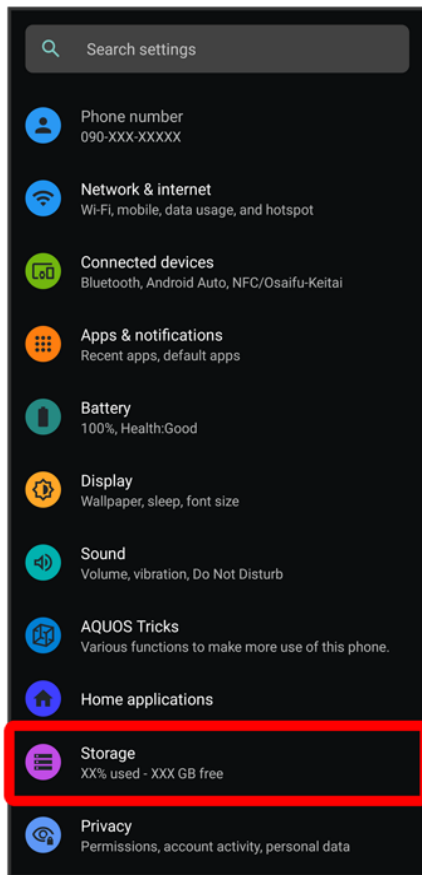 Search settings
Phone number
090-XXX-XXXXX
Network & internet
Wi-Fi, mobile, data usage, and hotspot
Connected devices
Bluetooth, Android Auto, NFC/Osaifu-Keitai
Apps & notifications
Recent apps, default apps
Battery
100%, Health:Good
Display
Wallpaper, sleep, font size
Sound
Volume, vibration, Do Not Disturb
AQUOS Tricks
Various functions to make more use of this phone.
Home applications
Storage
XX% used - XXX GB free
Privacy
Permissions, account activity, personal data